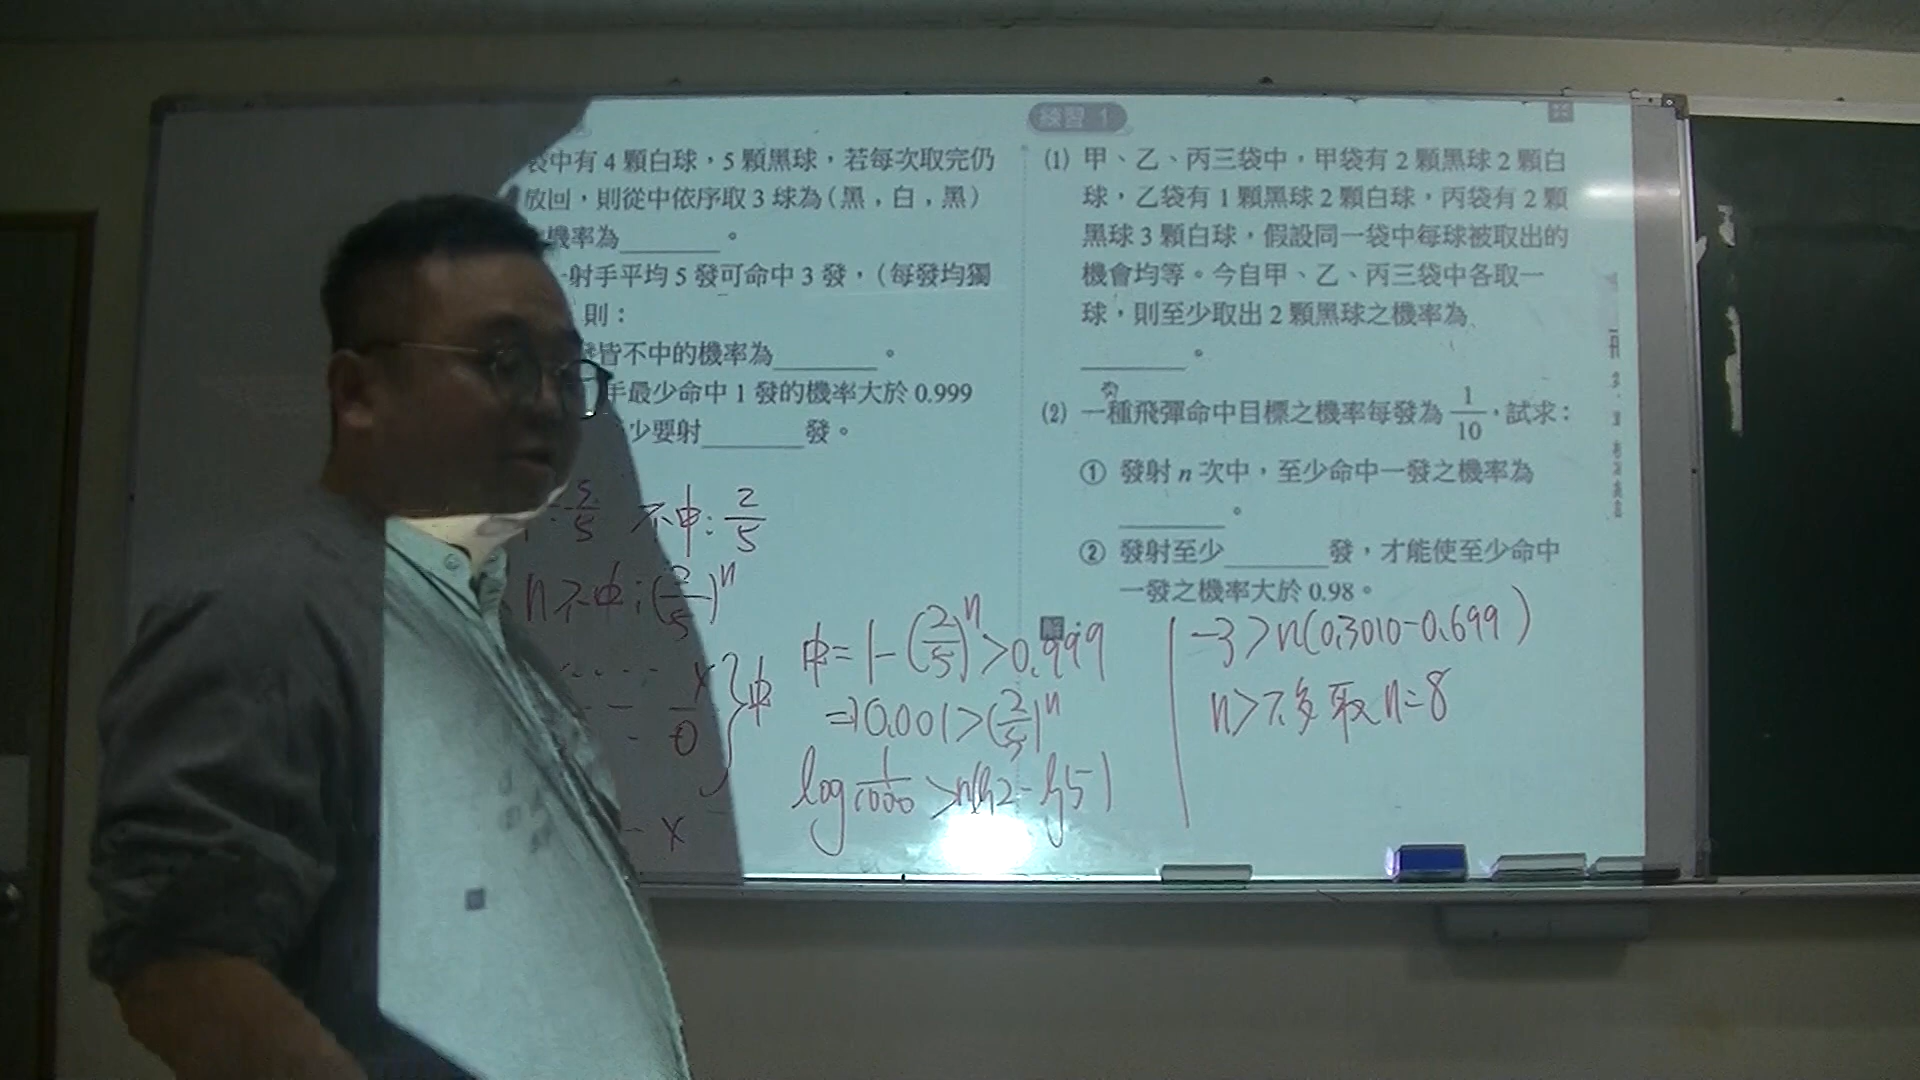 袋中有 4 顆白球，5 顆黑球，若每次取完仍
放回，則從中依序取 3 球為（黑，白，黑）
機率為________。
射手平均 5 發可命中 3 發，（每發均獨
則：
皆不中的機率為________。
手最少命中 1 發的機率大於 0.999
少要射________發。
不中：2/5
n不中：(2/5)^n
}中
中=1-(2/5)^n>0.999
⇒0.001>(2/5)^n
log 1/1000 >n(lg2-lg5)
練習 1
(1) 甲、乙、丙三袋中，甲袋有 2 顆黑球 2 顆白
球，乙袋有 1 顆黑球 2 顆白球，丙袋有 2 顆
黑球 3 顆白球，假設同一袋中每球被取出的
機會均等。今自甲、乙、丙三袋中各取一
球，則至少取出 2 顆黑球之機率為
________。
(2) 一種飛彈命中目標之機率每發為 1/10，試求：
① 發射 n 次中，至少命中一發之機率為
________。
② 發射至少________發，才能使至少命中
一發之機率大於 0.98。
解
-3>n(0.3010-0.699)
n>7.多 取n=8